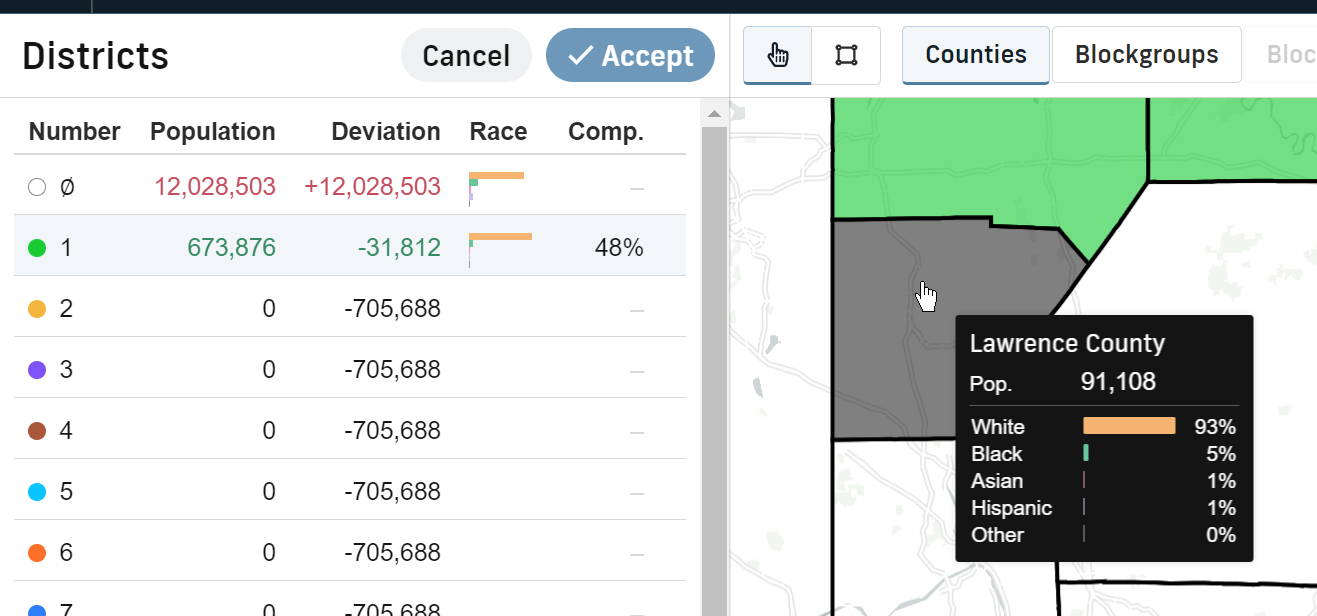 Districts Cancel Accept Counties Blockgroups Bloc
Number Population Deviation Race Comp.
Ø 12,028,503 +12,028,503 —
1 673,876 -31,812 48%
2 0 -705,688 —
3 0 -705,688 —
4 0 -705,688 —
5 0 -705,688 —
6 0 -705,688 —
7 0 -705,688
Lawrence County
Pop. 91,108
White 93%
Black 5%
Asian 1%
Hispanic 1%
Other 0%